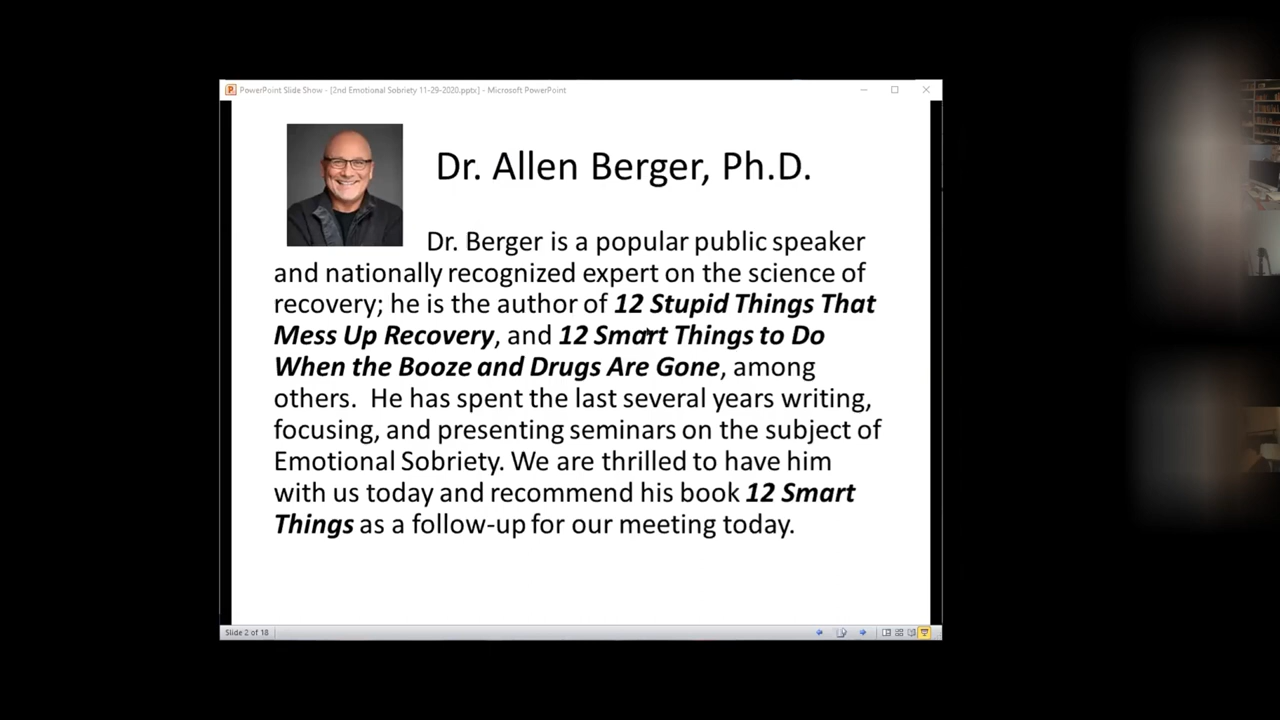 PowerPoint Slide Show - [2nd Emotional Sobriety 11-29-2020.pptx] - Microsoft PowerPoint
Dr. Allen Berger, Ph.D.
Dr. Berger is a popular public speaker
and nationally recognized expert on the science of
recovery; he is the author of 12 Stupid Things That
Mess Up Recovery, and 12 Smart Things to Do
When the Booze and Drugs Are Gone, among
others. He has spent the last several years writing,
focusing, and presenting seminars on the subject of
Emotional Sobriety. We are thrilled to have him
with us today and recommend his book 12 Smart
Things as a follow-up for our meeting today.
Slide 2 of 18